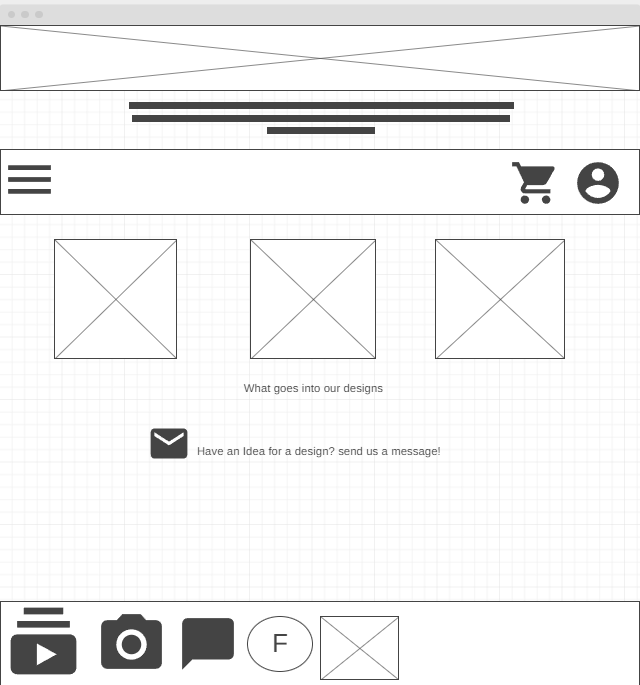 What goes into our designs
Have an Idea for a design? send us a message!
F